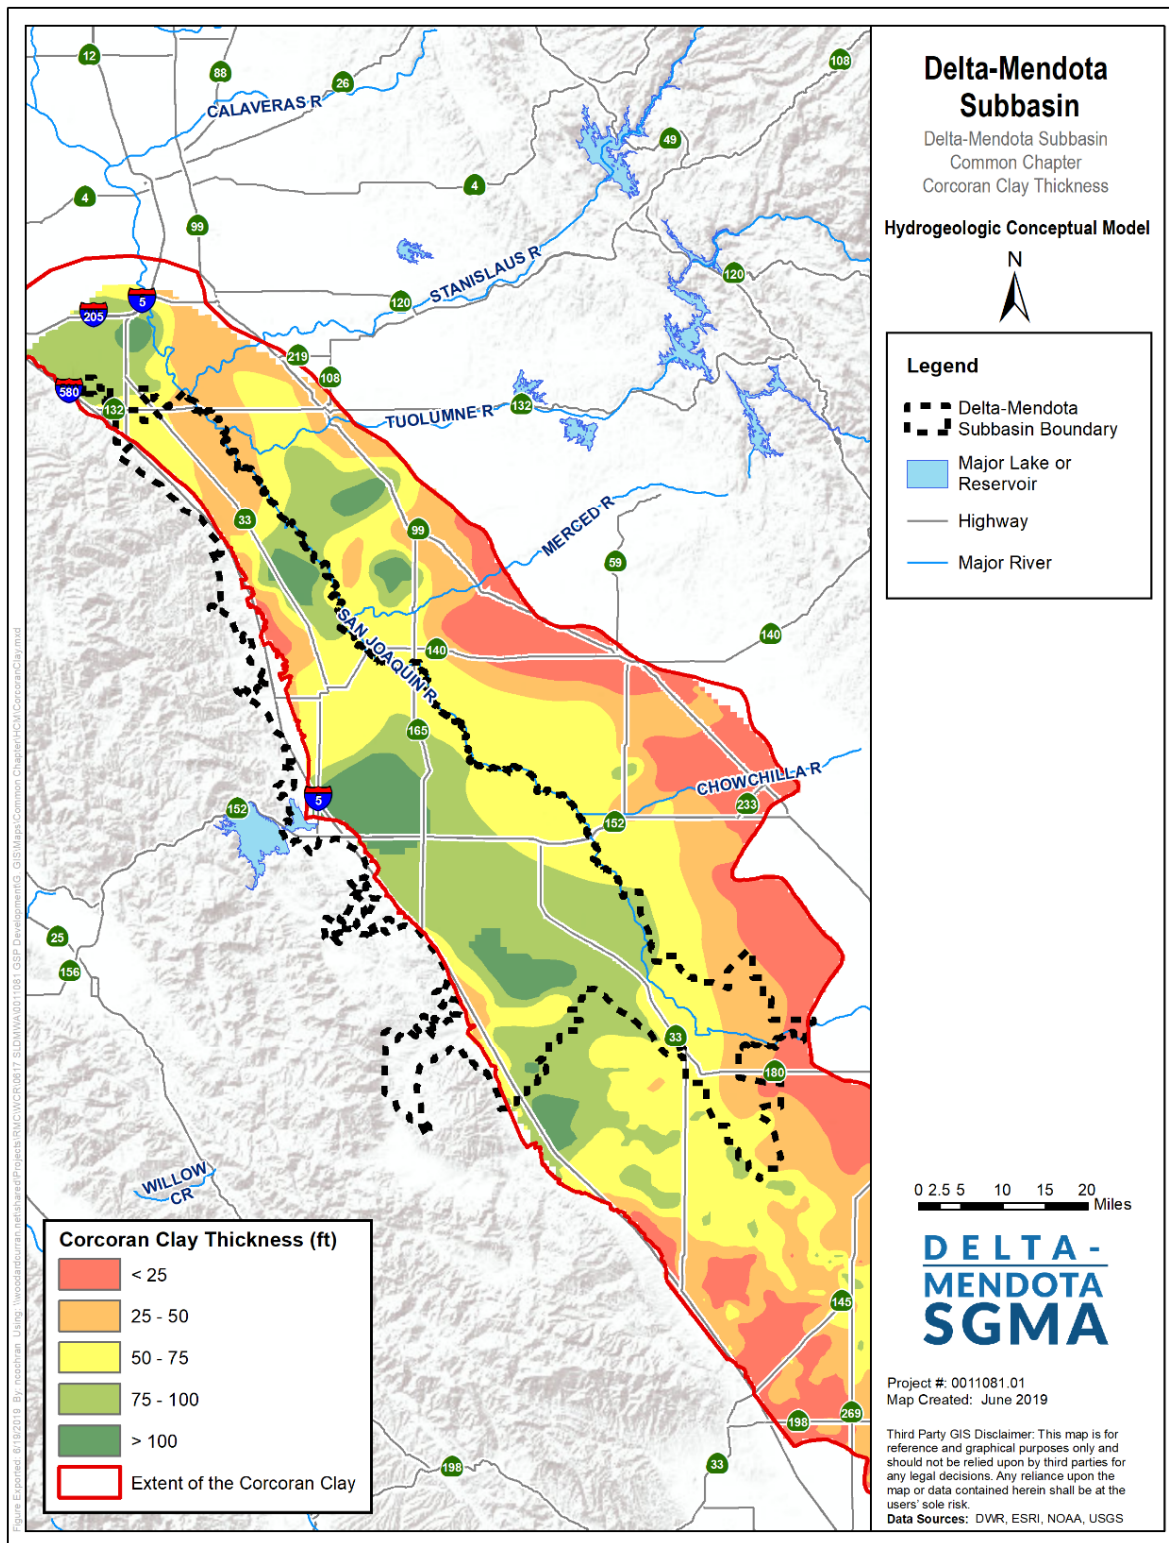 Delta-Mendota
Subbasin
Delta-Mendota Subbasin
Common Chapter
Corcoran Clay Thickness
Hydrogeologic Conceptual Model
N
Legend
Delta-Mendota
Subbasin Boundary
Major Lake or
Reservoir
Highway
Major River
0 2.5 5 10 15 20
Miles
DELTA-
MENDOTA
SGMA
Project #: 0011081.01
Map Created: June 2019
Third Party GIS Disclaimer: This map is for
reference and graphical purposes only and
should not be relied upon by third parties for
any legal decisions. Any reliance upon the
map or data contained herein shall be at the
users' sole risk.
Data Sources: DWR, ESRI, NOAA, USGS
12
88
26
108
CALAVERAS R
49
4
4
99
STANISLAUS R
120
120
5
205
219
108
580
132
TUOLUMNE R
132
33
99
MERCED R
59
SAN JOAQUIN R
140
140
165
CHOWCHILLA R
5
152
233
152
25
156
33
180
WILLOW
CR
145
269
198
33
198
Corcoran Clay Thickness (ft)
< 25
25 - 50
50 - 75
75 - 100
> 100
Extent of the Corcoran Clay